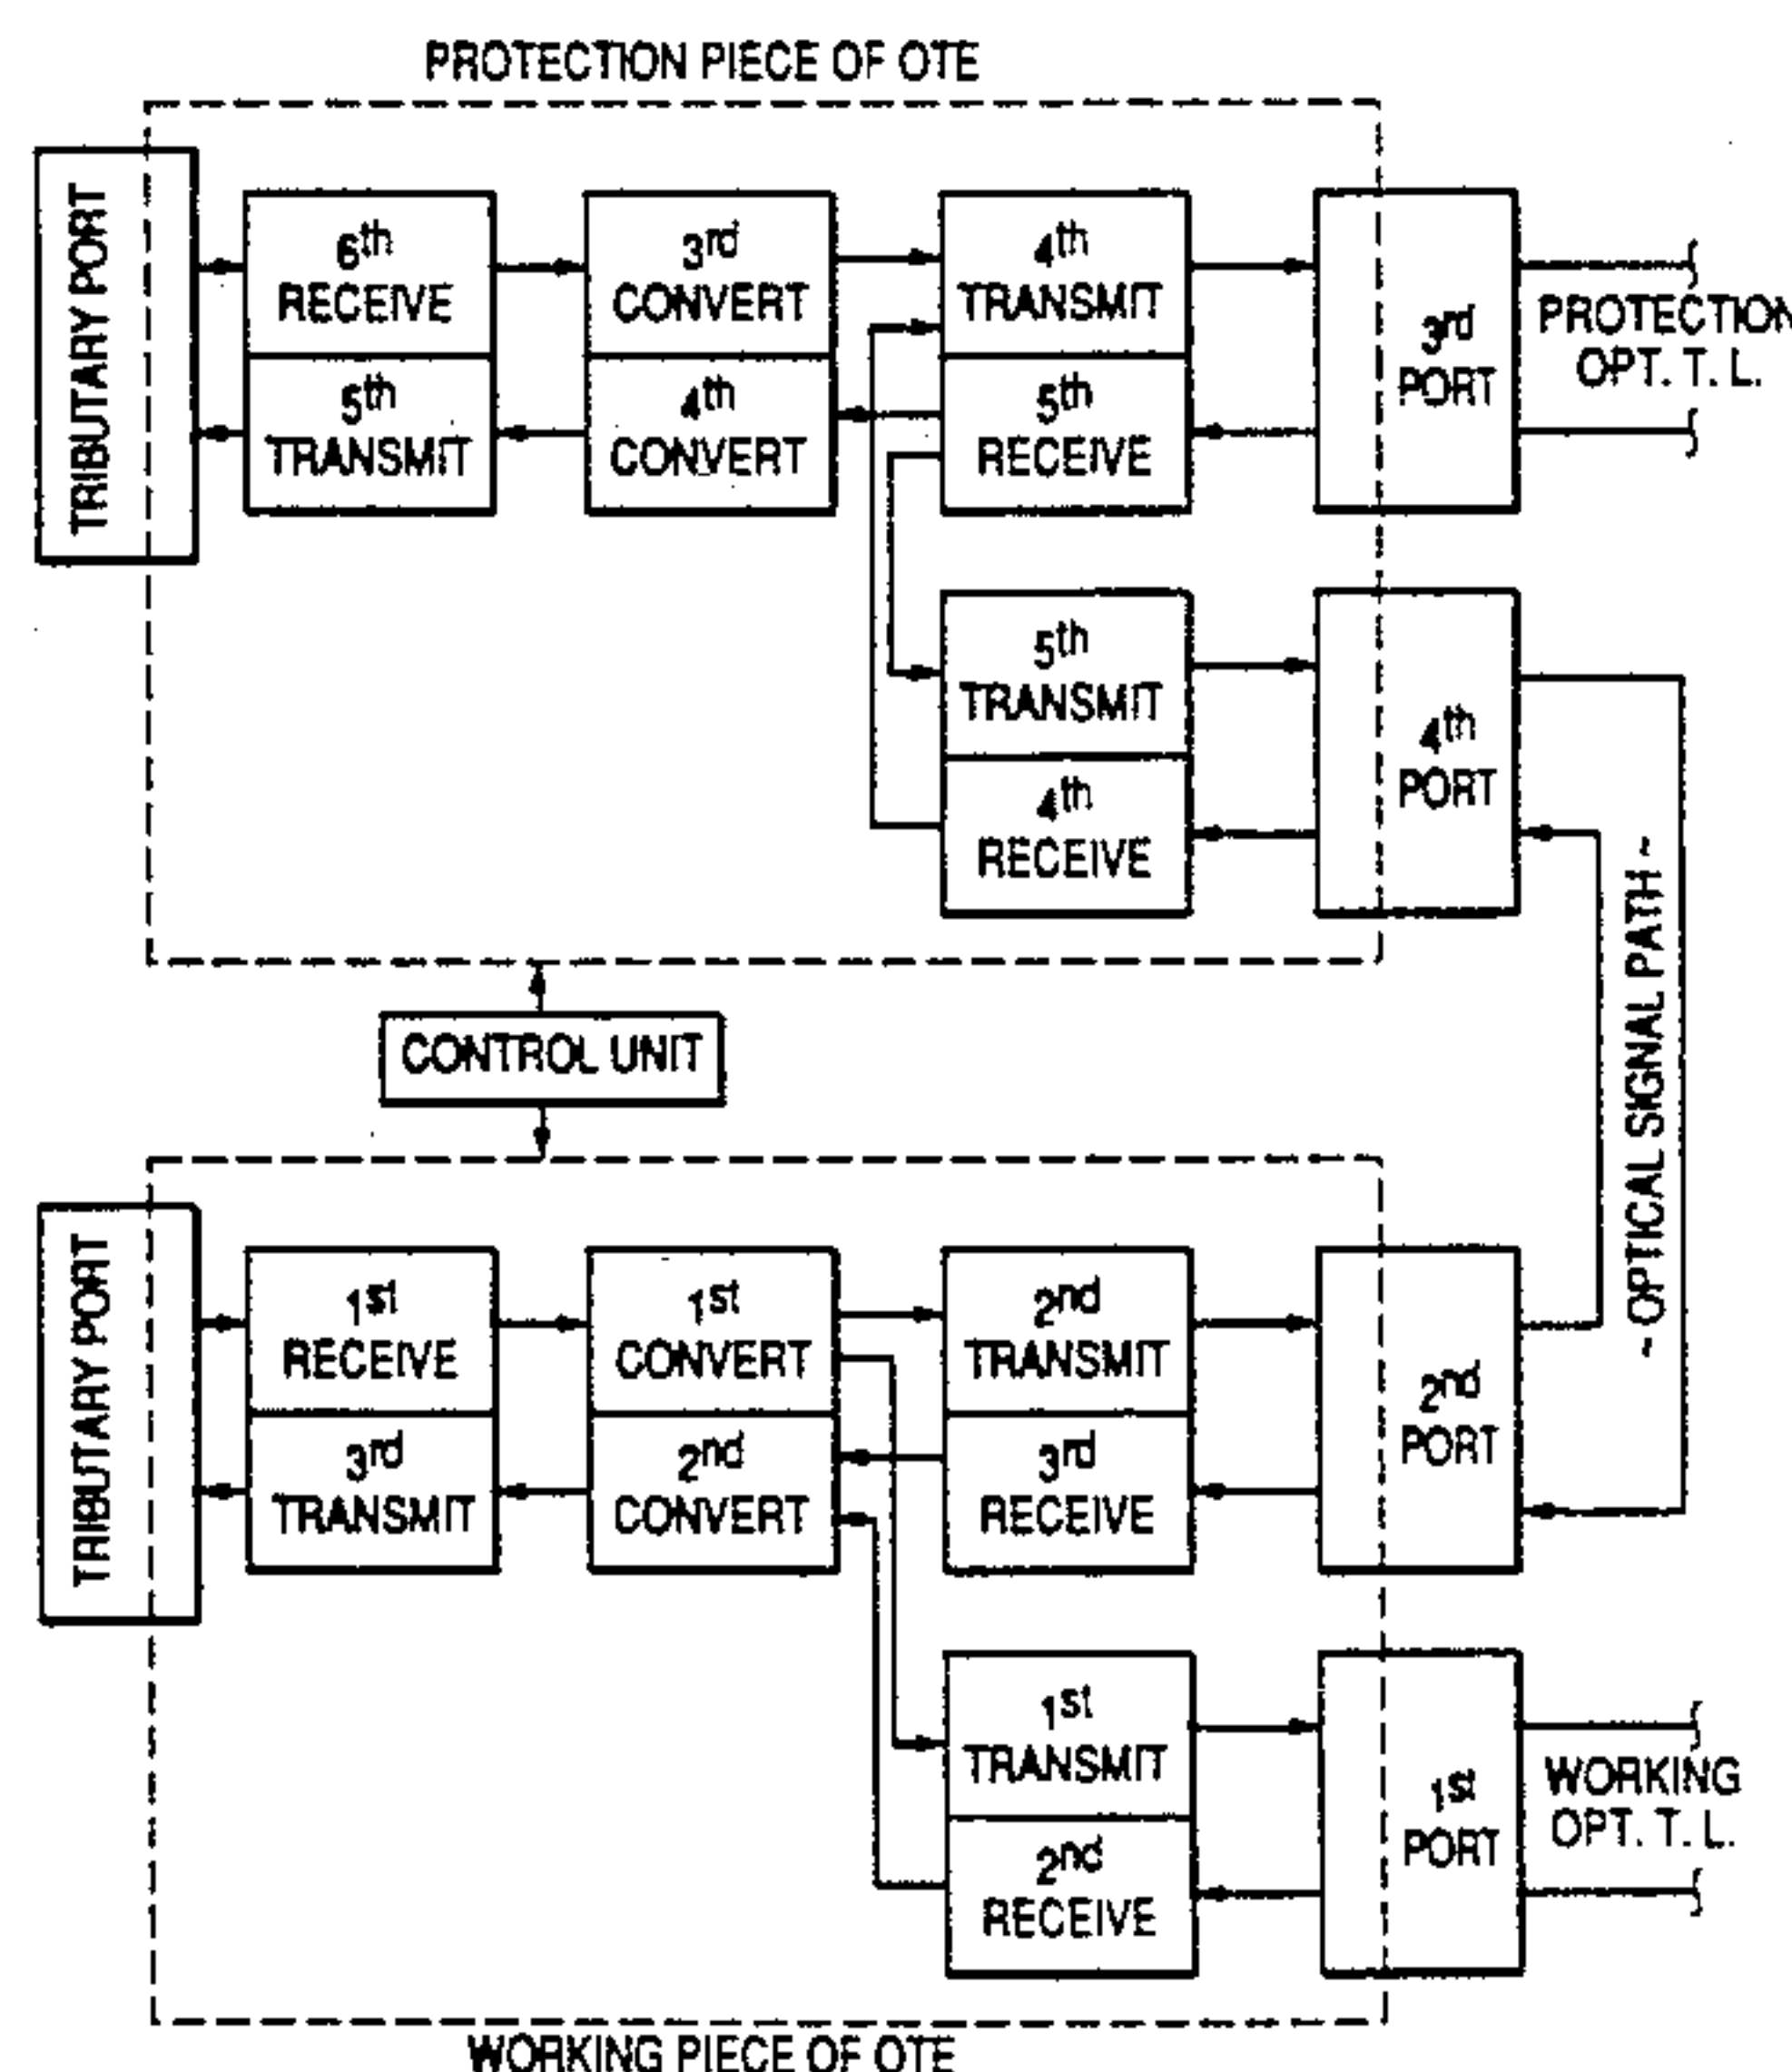 PROTECTION PIECE OF OTE
TRIBUTARY PORT
6th
RECEIVE
5th
TRANSMIT
3rd
CONVERT
4th
CONVERT
4th
TRANSMIT
5th
RECEIVE
3rd
PORT
PROTECTION
OPT. T. L.
5th
TRANSMIT
4th
RECEIVE
4th
PORT
~ OPTICAL SIGNAL PATH ~
CONTROL UNIT
TRIBUTARY PORT
1st
RECEIVE
3rd
TRANSMIT
1st
CONVERT
2nd
CONVERT
2nd
TRANSMIT
3rd
RECEIVE
2nd
PORT
1st
TRANSMIT
2nd
RECEIVE
1st
PORT
WORKING
OPT. T. L.
WORKING PIECE OF OTE